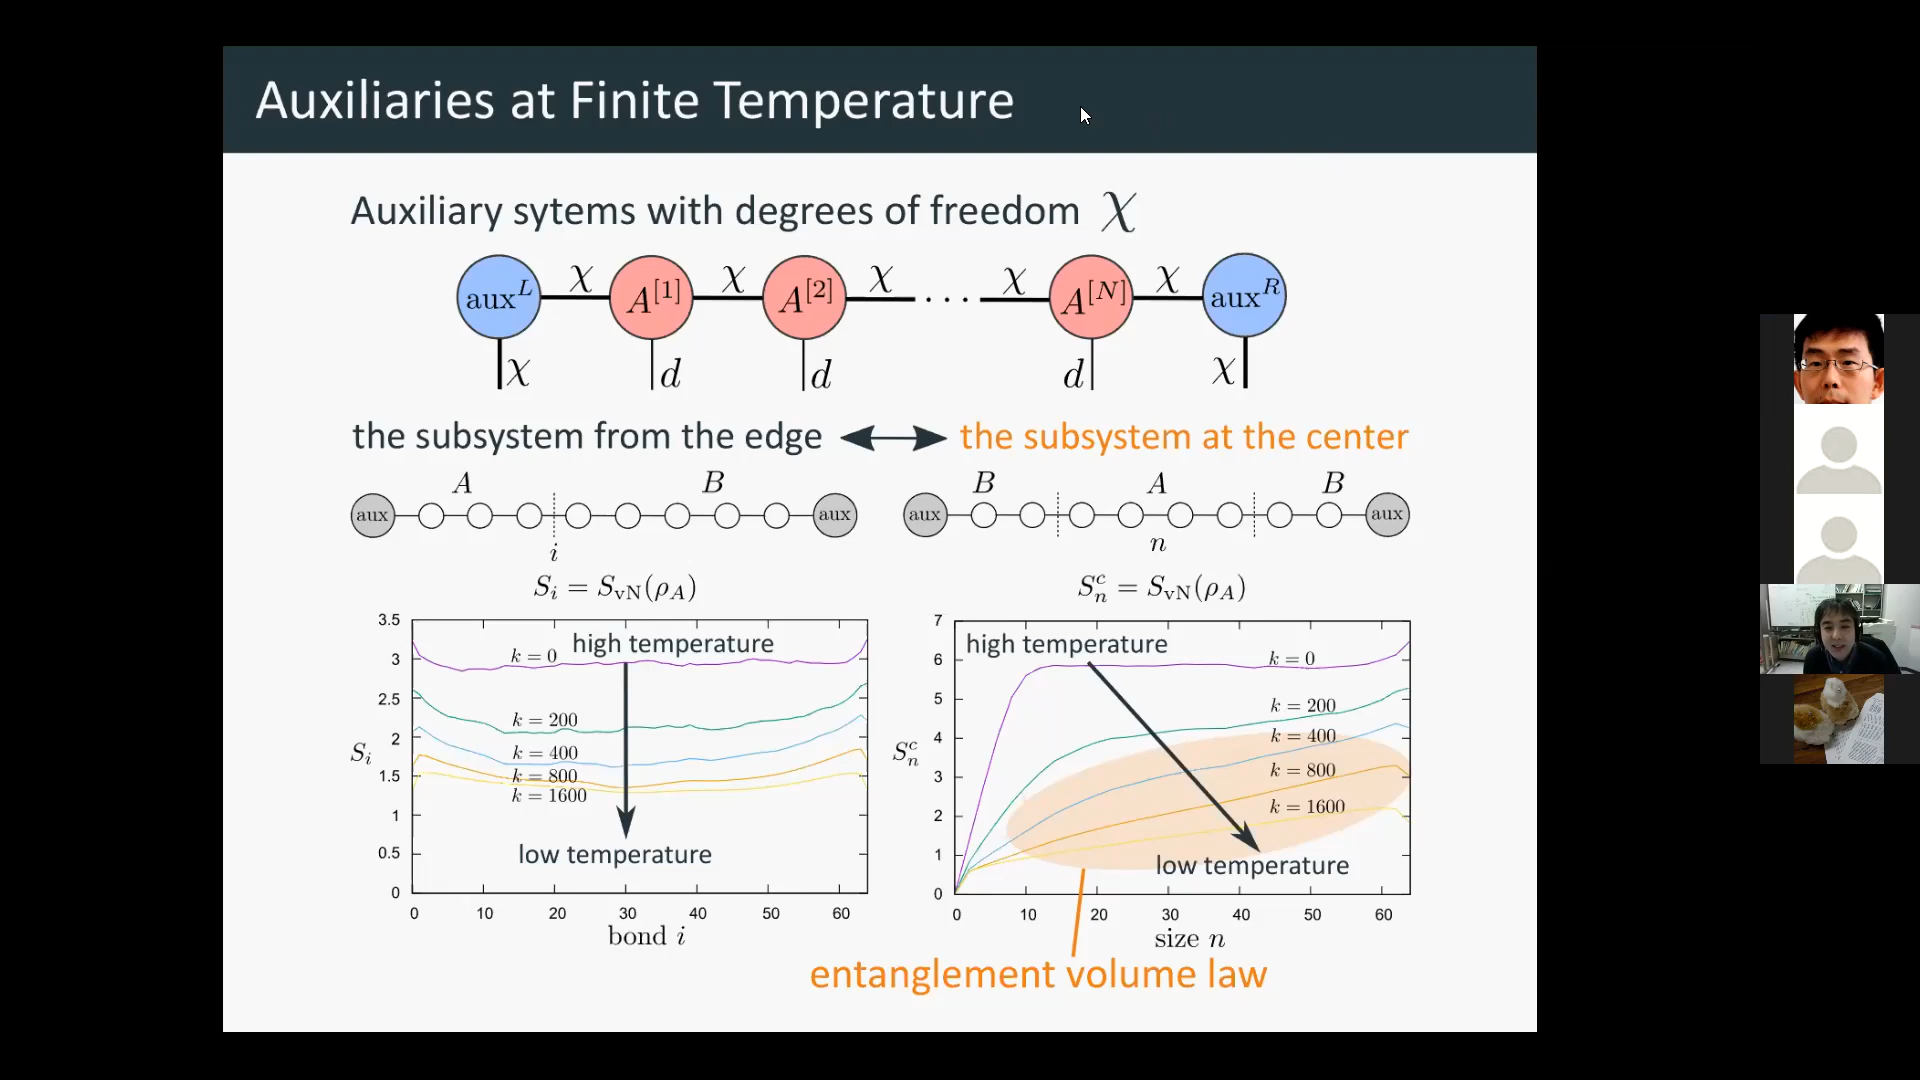 Auxiliaries at Finite Temperature
Auxiliary sytems with degrees of freedom χ
aux^L χ A^[1] χ A^[2] χ ··· χ A^[N] χ aux^R
χ d d d χ
the subsystem from the edge
A B
aux aux
i
S_i = S_vN(ρ_A)
3.5
3
2.5
2
1.5
1
0.5
0
S_i
high temperature
k = 0
k = 200
k = 400
k = 800
k = 1600
low temperature
0 10 20 30 40 50 60
bond i
the subsystem at the center
B A B
aux aux
n
S^c_n = S_vN(ρ_A)
7
6
5
4
3
2
1
0
S^c_n
high temperature
k = 0
k = 200
k = 400
k = 800
k = 1600
low temperature
0 10 20 30 40 50 60
size n
entanglement volume law